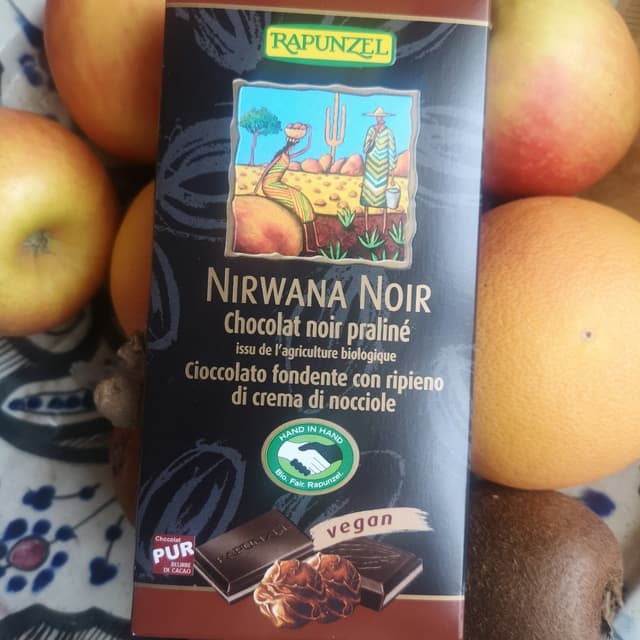 RAPUNZEL
NIRWANA NOIR
Chocolat noir praliné
issu de l'agriculture biologique
Cioccolato fondente con ripieno
di crema di nocciole
HAND IN HAND
Bio. Fair. Rapunzel.
vegan
Chocolat
PUR
BEURRE
DE CACAO
RAPUNZEL